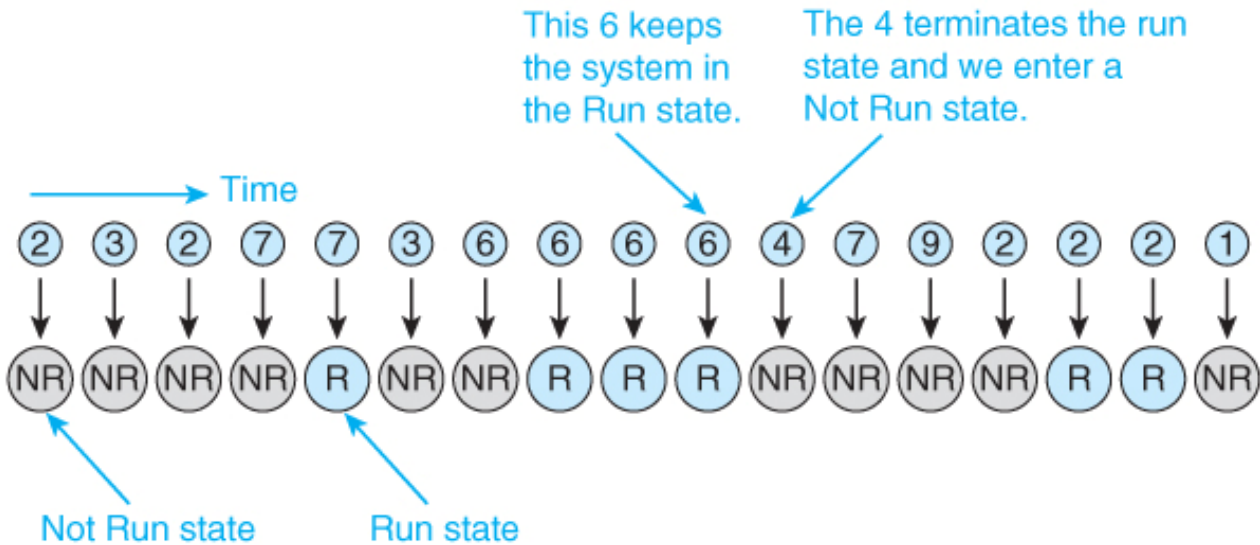 This 6 keeps
the system in
the Run state.
The 4 terminates the run
state and we enter a
Not Run state.
Time
2 3 2 7 7 3 6 6 6 6 4 7 9 2 2 2 1
NR NR NR NR R NR NR R R R NR NR NR NR R R NR
Not Run state
Run state